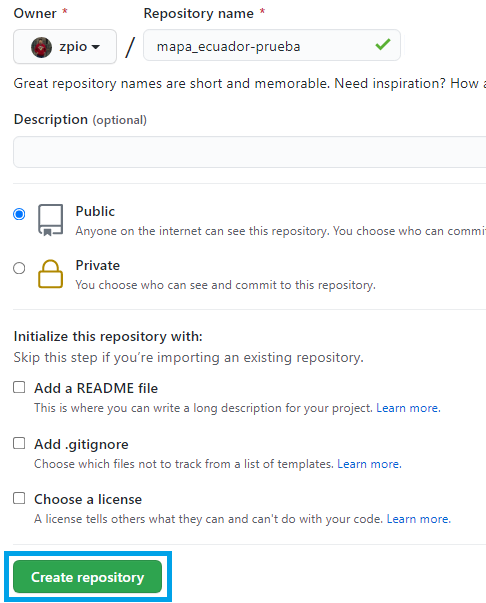 Owner * Repository name *
zpio / mapa_ecuador-prueba
Great repository names are short and memorable. Need inspiration? How a
Description (optional)
Public
Anyone on the internet can see this repository. You choose who can commi
Private
You choose who can see and commit to this repository.
Initialize this repository with:
Skip this step if you're importing an existing repository.
Add a README file
This is where you can write a long description for your project. Learn more.
Add .gitignore
Choose which files not to track from a list of templates. Learn more.
Choose a license
A license tells others what they can and can't do with your code. Learn more.
Create repository